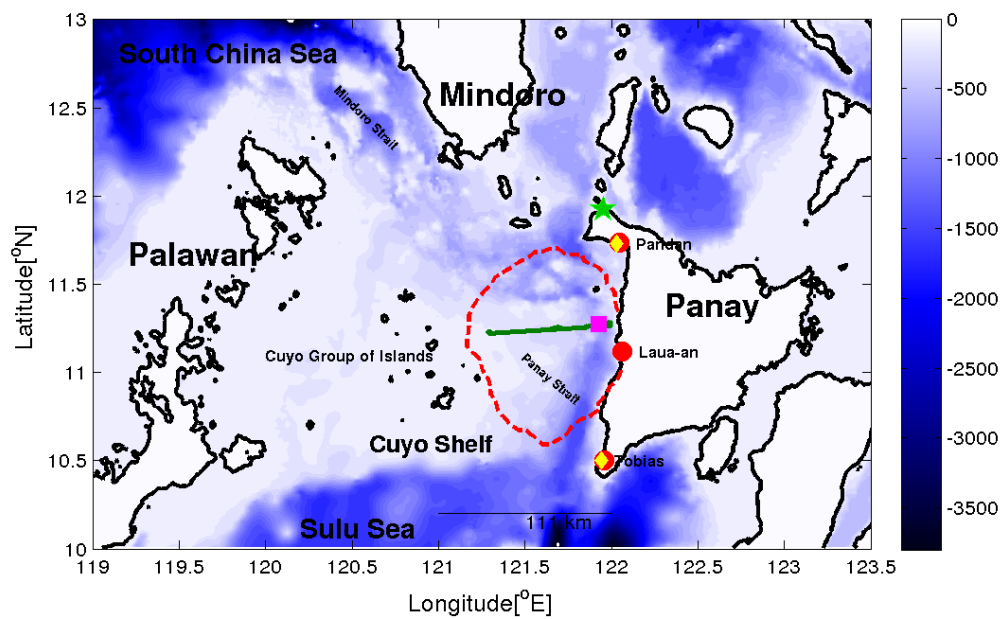 13
12.5
12
11.5
11
10.5
10
Latitude[°N]
119
119.5
120
120.5
121
121.5
122
122.5
123
123.5
Longitude[°E]
South China Sea
Mindoro
Mindoro Strait
Palawan
Pandan
Panay
Laua-an
Cuyo Group of Islands
Panay Strait
Cuyo Shelf
Tobias
111 km
Sulu Sea
0
-500
-1000
-1500
-2000
-2500
-3000
-3500